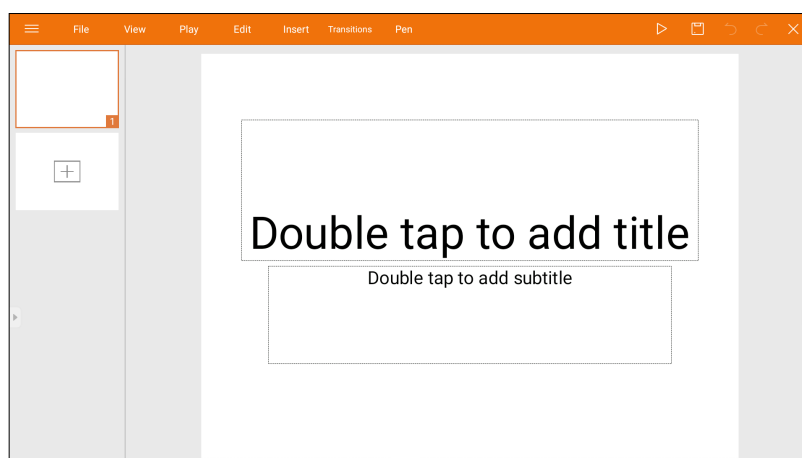 File View Play Edit Insert Transitions Pen
1
Double tap to add title
Double tap to add subtitle